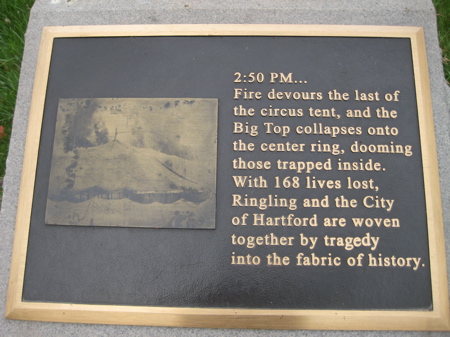 2:50 PM...
Fire devours the last of
the circus tent, and the
Big Top collapses onto
the center ring, dooming
those trapped inside.
With 168 lives lost,
Ringling and the City
of Hartford are woven
together by tragedy
into the fabric of history.